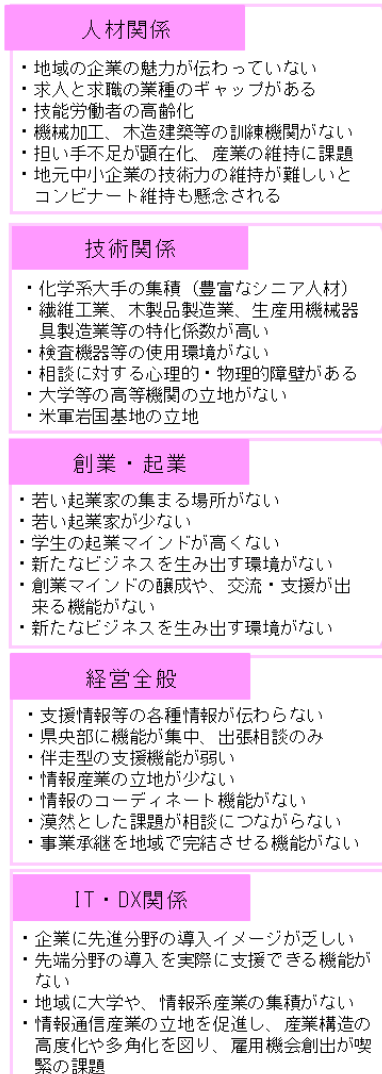 人材関係
・地域の企業の魅力が伝わっていない
・求人と求職の業種のギャップがある
・技能労働者の高齢化
・機械加工、木造建築等の訓練機関がない
・担い手不足が顕在化、産業の維持に課題
・地元中小企業の技術力の維持が難しいと
コンビナート維持も懸念される
技術関係
・化学系大手の集積（豊富なシニア人材）
・繊維工業、木製品製造業、生産用機械器
具製造業等の特化係数が高い
・検査機器等の使用環境がない
・相談に対する心理的・物理的障壁がある
・大学等の高等機関の立地がない
・米軍岩国基地の立地
創業・起業
・若い起業家の集まる場所がない
・若い起業家が少ない
・学生の起業マインドが高くない
・新たなビジネスを生み出す環境がない
・創業マインドの醸成や、交流・支援が出
来る機能がない
・新たなビジネスを生み出す環境がない
経営全般
・支援情報等の各種情報が伝わらない
・県央部に機能が集中、出張相談のみ
・伴走型の支援機能が弱い
・情報産業の立地が少ない
・情報のコーディネート機能がない
・漠然とした課題が相談につながらない
・事業承継を地域で完結させる機能がない
IT・DX関係
・企業に先進分野の導入イメージが乏しい
・先端分野の導入を実際に支援できる機能が
ない
・地域に大学や、情報系産業の集積がない
・情報通信産業の立地を促進し、産業構造の
高度化や多角化を図り、雇用機会創出が喫
緊の課題